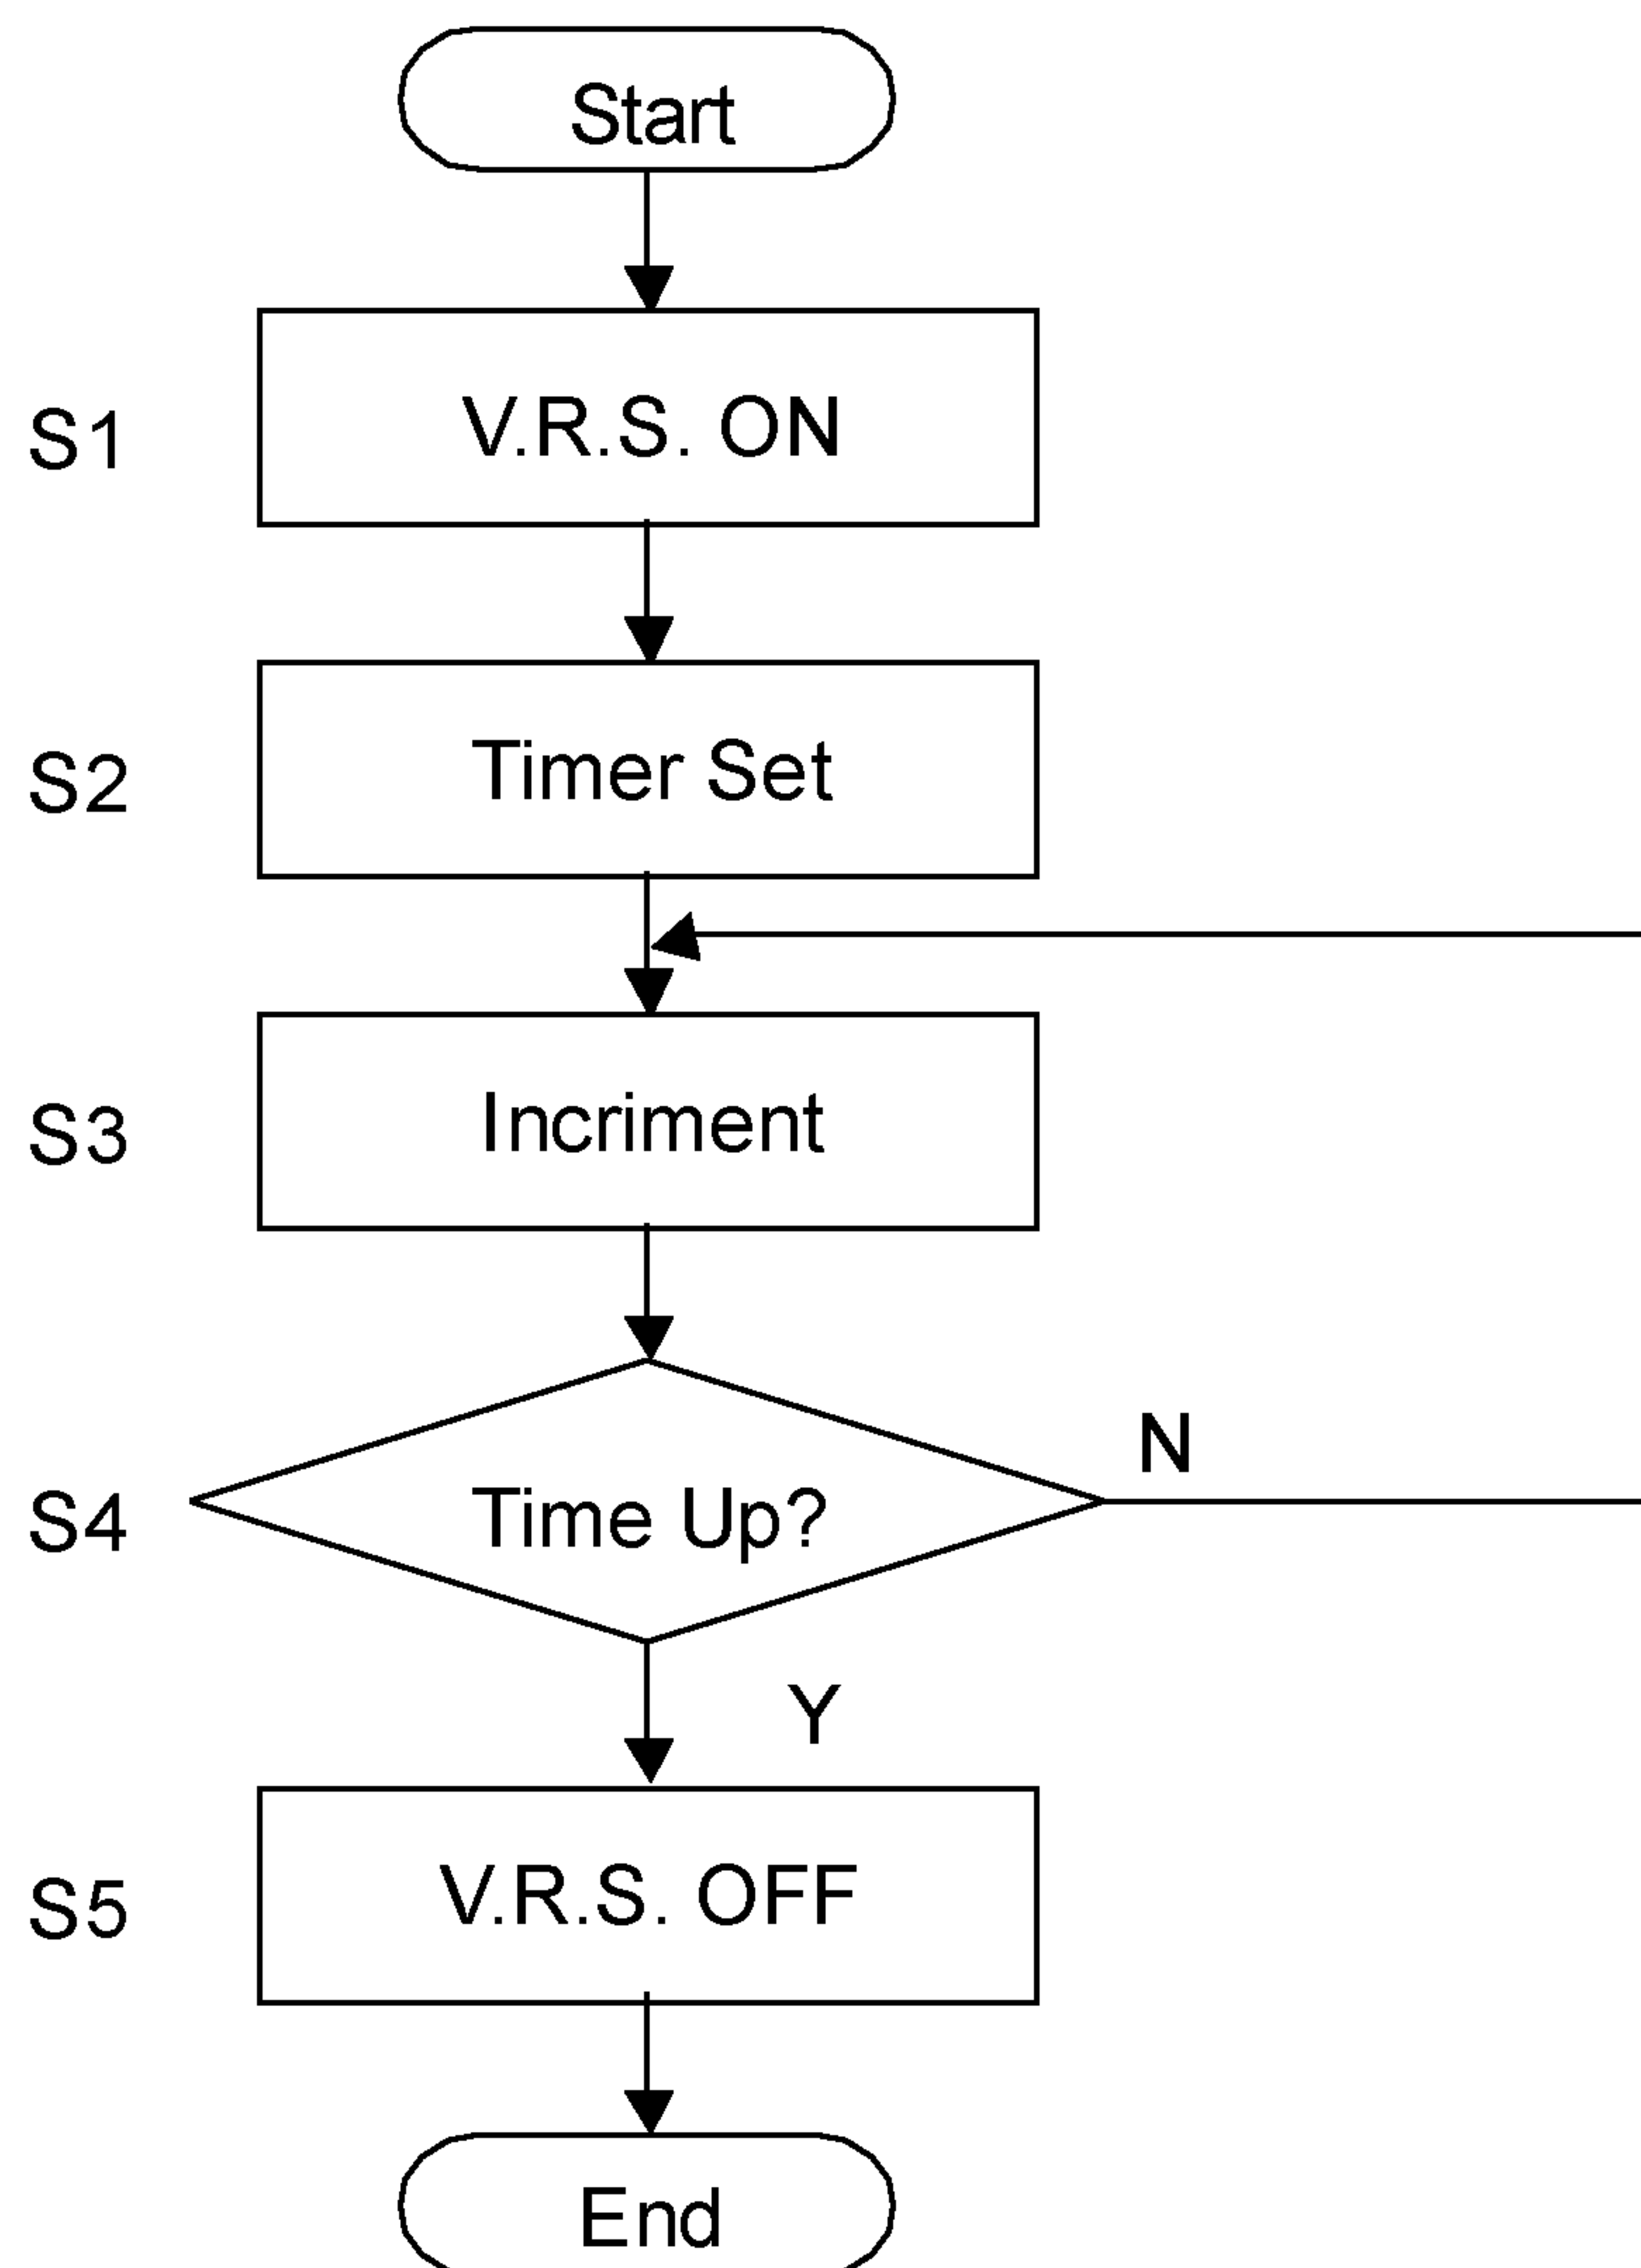 Start
S1
V.R.S. ON
S2
Timer Set
S3
Incriment
S4
Time Up?
N
Y
S5
V.R.S. OFF
End